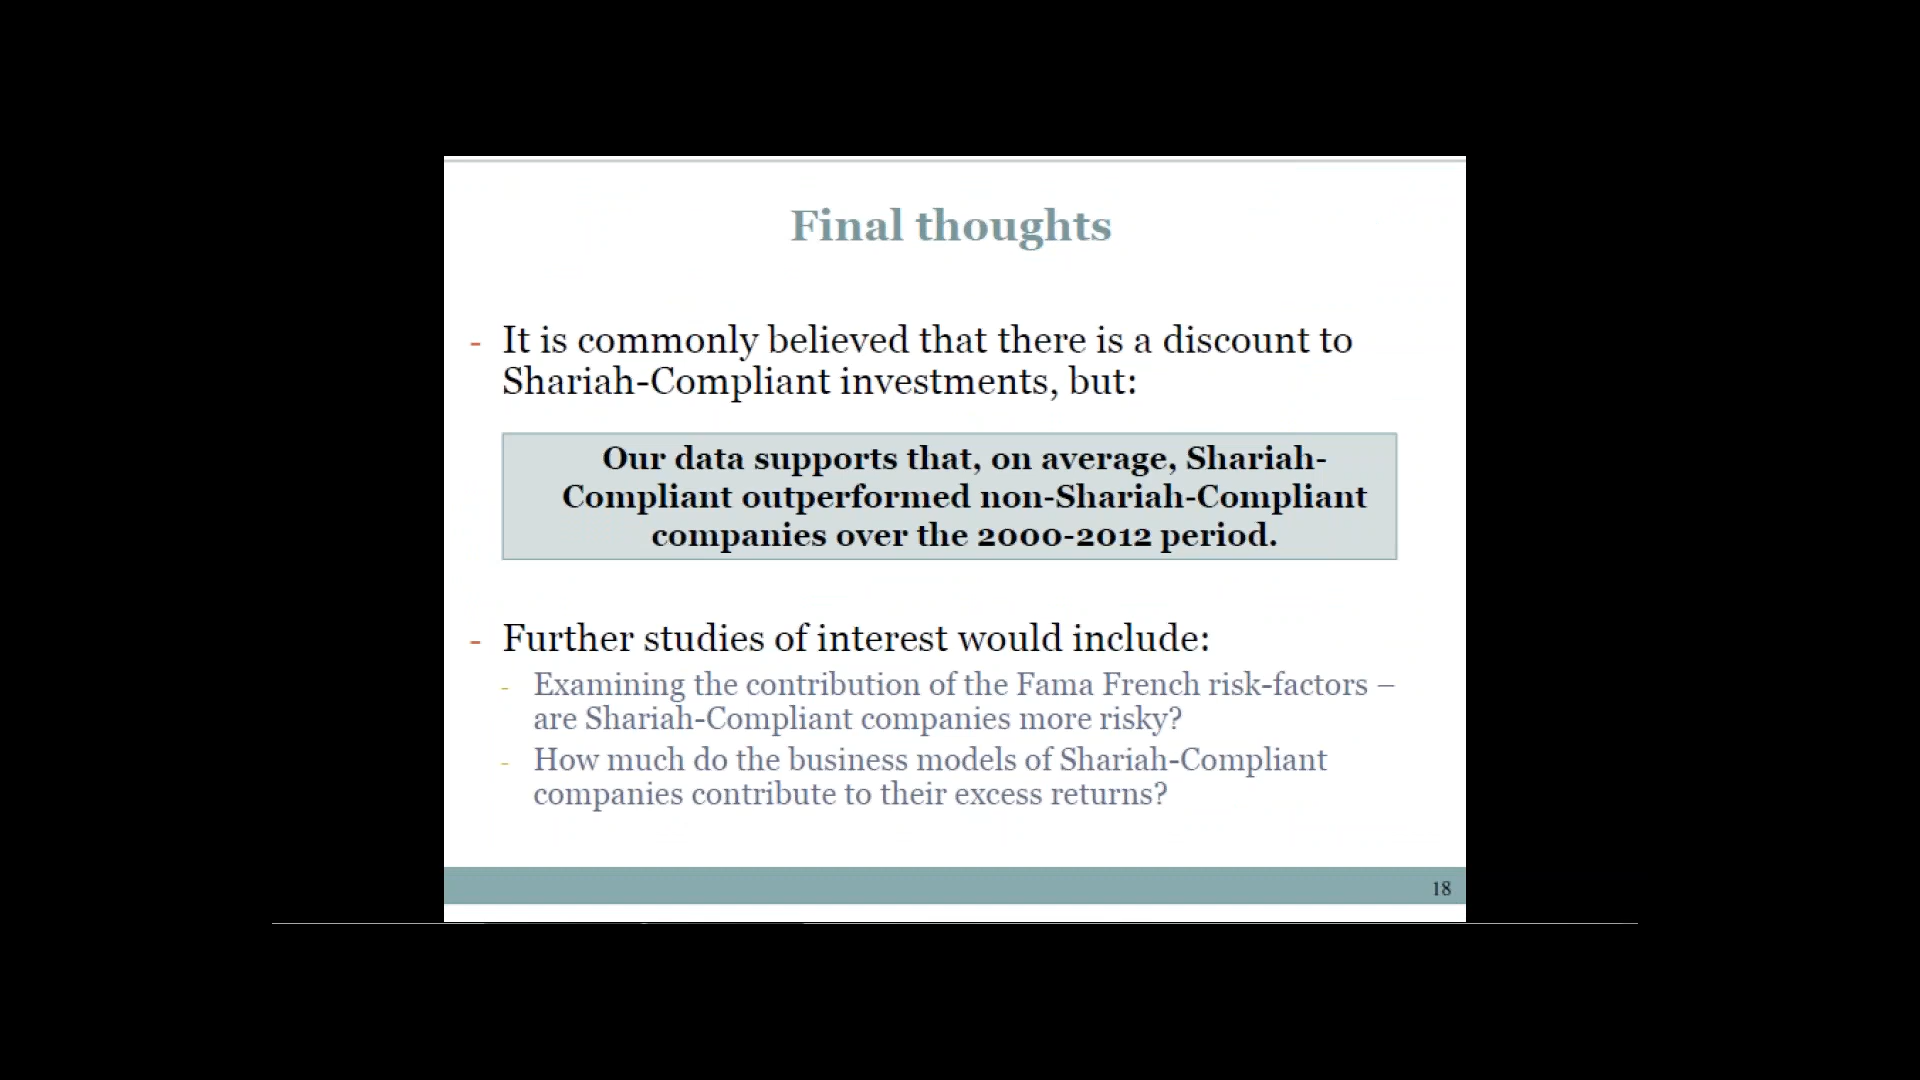 Final thoughts
- It is commonly believed that there is a discount to
Shariah-Compliant investments, but:
Our data supports that, on average, Shariah-
Compliant outperformed non-Shariah-Compliant
companies over the 2000-2012 period.
- Further studies of interest would include:
- Examining the contribution of the Fama French risk-factors –
are Shariah-Compliant companies more risky?
- How much do the business models of Shariah-Compliant
companies contribute to their excess returns?
18